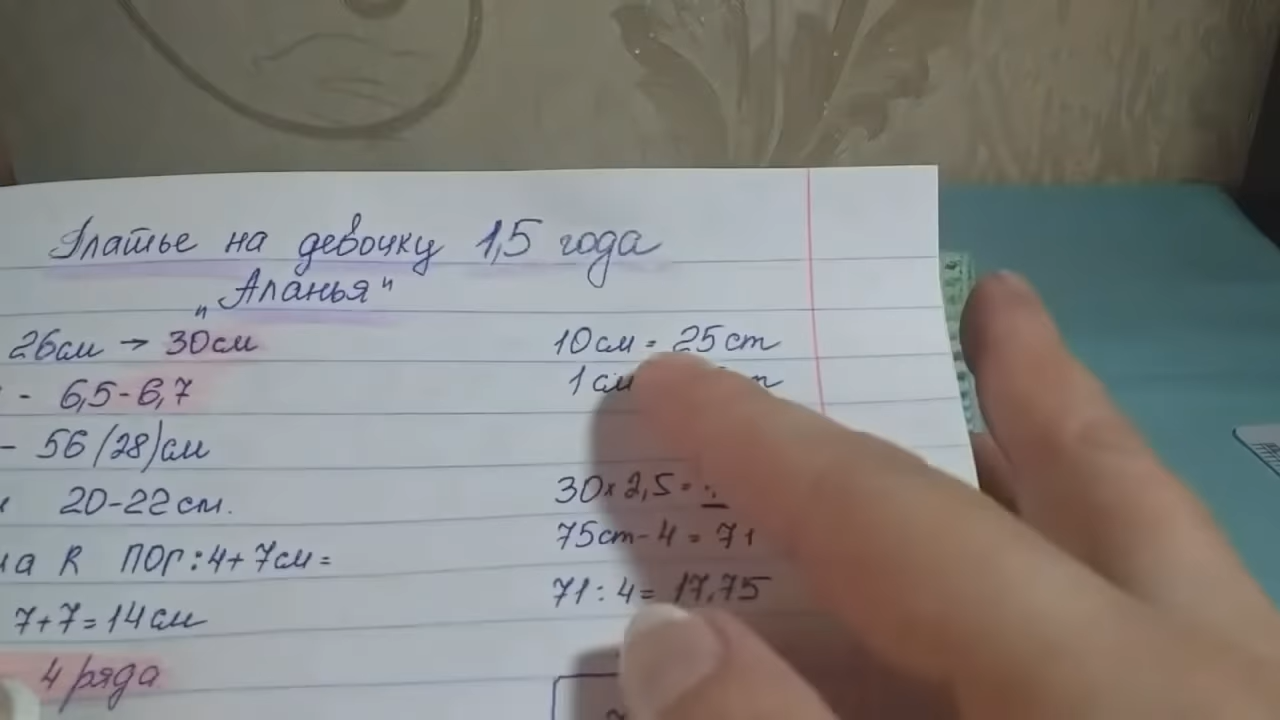 Платье на девочку 1,5 года
"Аланья"
26см → 30см
- 6,5-6,7
- 56(28)см
20-22см.
R ПОГ:4+7см=
7+7=14см
4 ряда
10см = 25ст
1см
30×2,5=
75ст-4=71
71:4=17,75